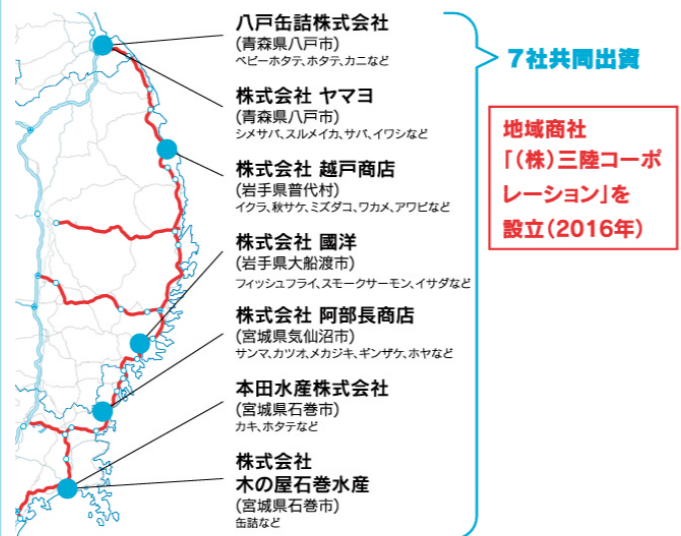 八戸缶詰株式会社
(青森県八戸市)
ベビーホタテ、ホタテ、カニなど
株式会社 ヤマヨ
(青森県八戸市)
シメサバ、スルメイカ、サバ、イワシなど
株式会社 越戸商店
(岩手県普代村)
イクラ、秋サケ、ミズダコ、ワカメ、アワビなど
株式会社 國洋
(岩手県大船渡市)
フィッシュフライ、スモークサーモン、イサダなど
株式会社 阿部長商店
(宮城県気仙沼市)
サンマ、カツオ、メカジキ、ギンザケ、ホヤなど
本田水産株式会社
(宮城県石巻市)
カキ、ホタテなど
株式会社
木の屋石巻水産
(宮城県石巻市)
缶詰など
7社共同出資
地域商社
「(株)三陸コーポ
レーション」を
設立(2016年)